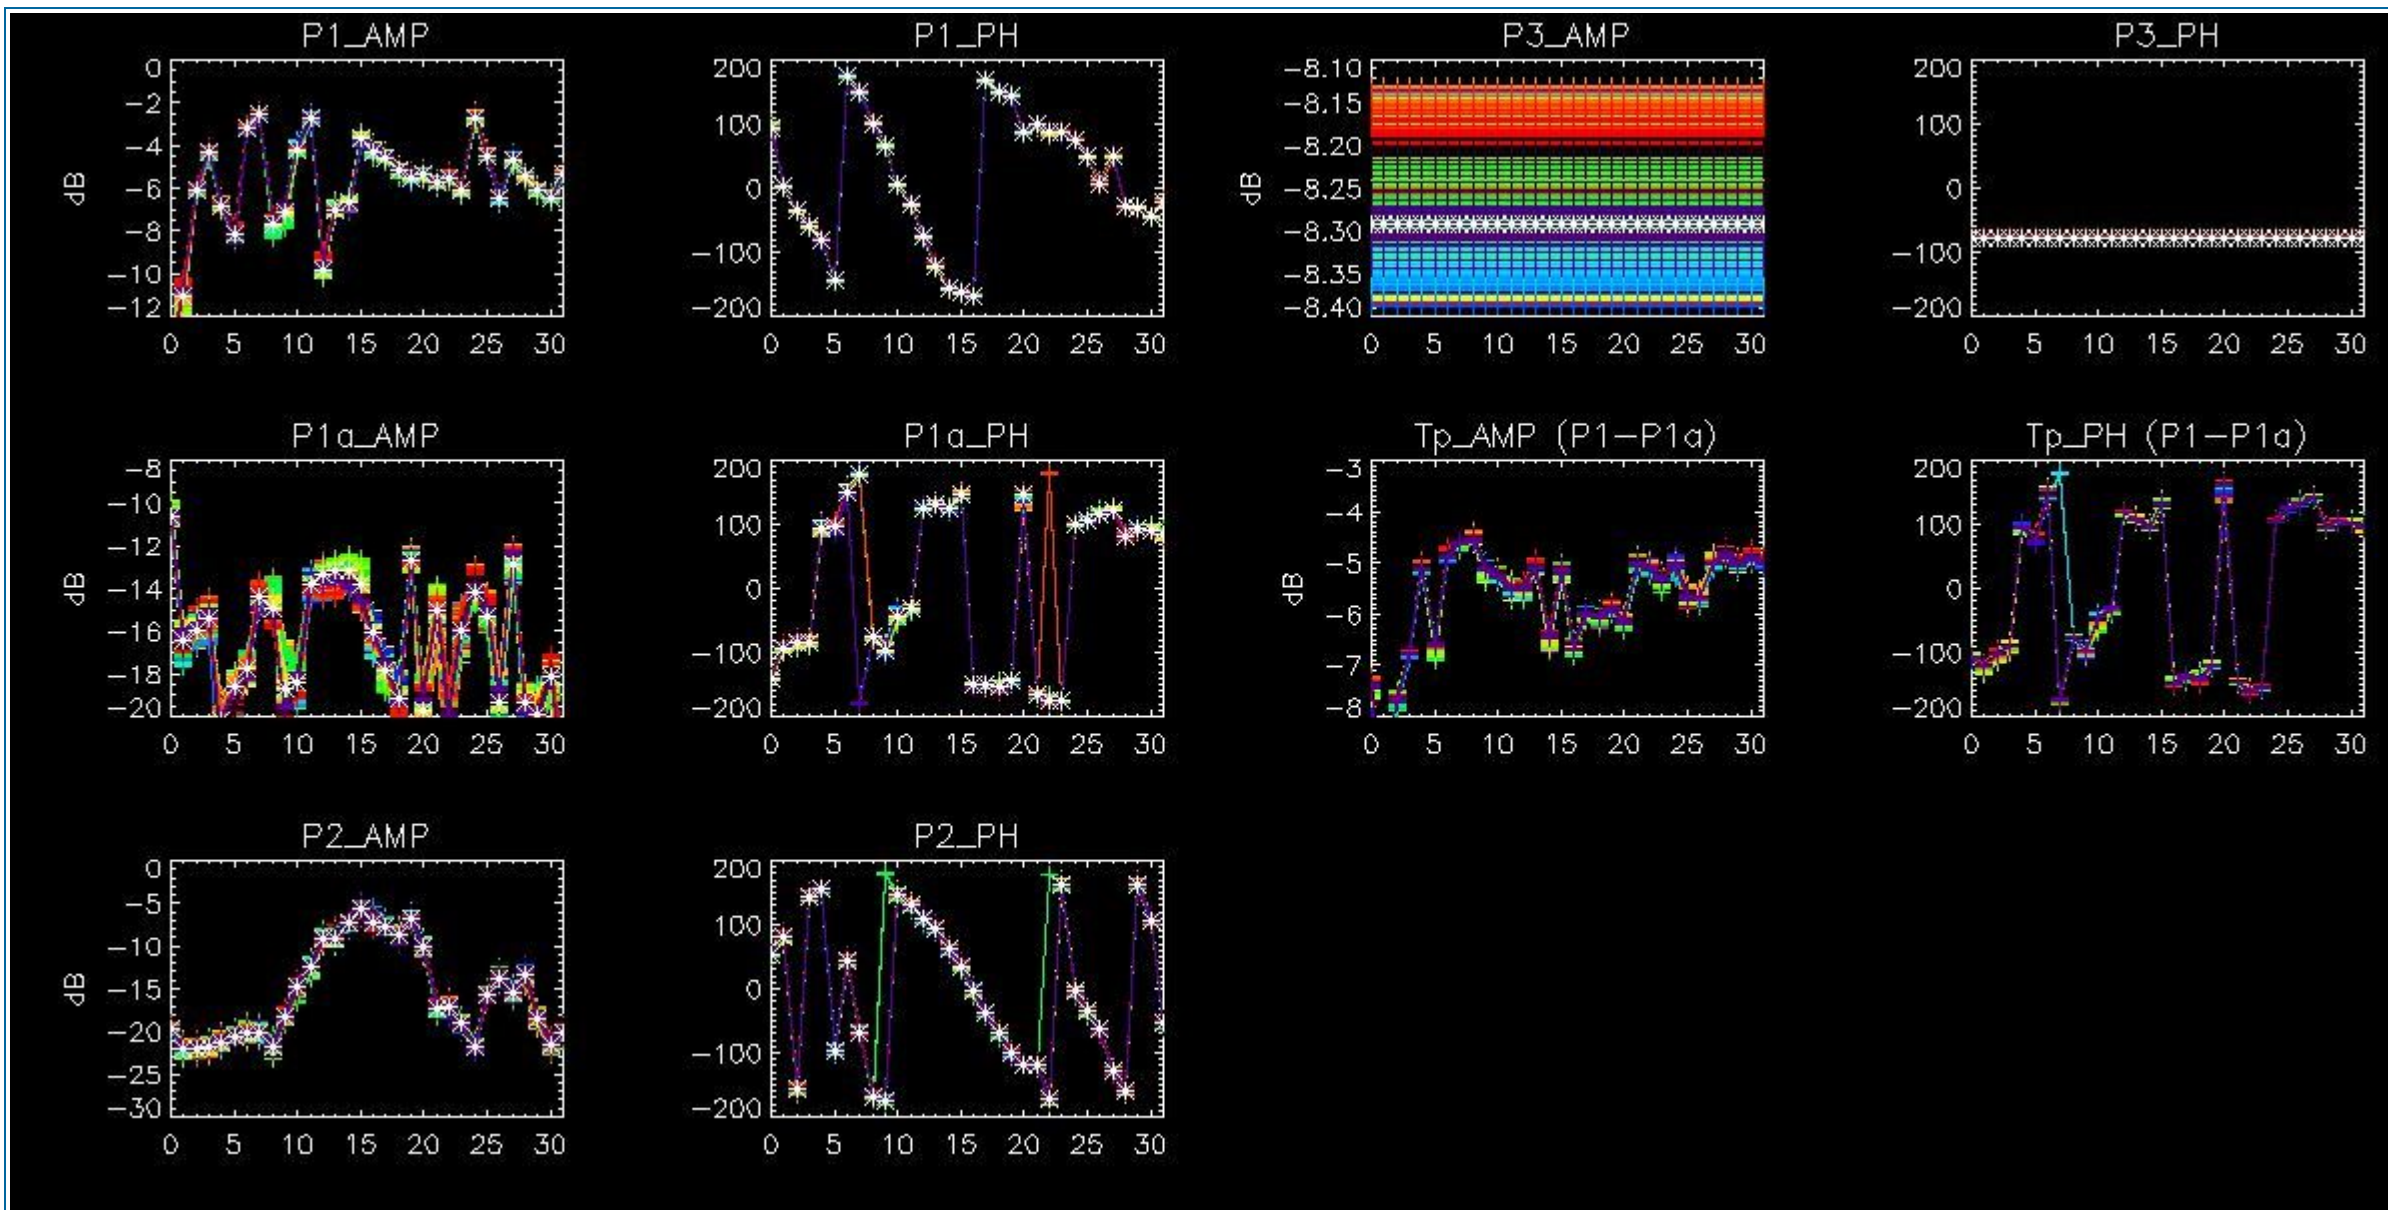 P1_AMP P1_PH P3_AMP P3_PH
0 200 -8.10 200
-2 100 -8.15 100
-4 0 -8.20 0
-6 -100 -8.25 -100
-8 -200 -8.30 -200
-10 -8.35
-12 -8.40
dB dB
0 5 10 15 20 25 30 0 5 10 15 20 25 30 0 5 10 15 20 25 30 0 5 10 15 20 25 30
P1a_AMP P1a_PH Tp_AMP (P1-P1a) Tp_PH (P1-P1a)
-8 200 -3 200
-10 100 -4 100
-12 0 -5 0
-14 -100 -6 -100
-16 -200 -7 -200
-18 -8
-20
dB dB
0 5 10 15 20 25 30 0 5 10 15 20 25 30 0 5 10 15 20 25 30 0 5 10 15 20 25 30
P2_AMP P2_PH
0 200
-5 100
-10 0
-15 -100
-20 -200
-25
-30
dB
0 5 10 15 20 25 30 0 5 10 15 20 25 30